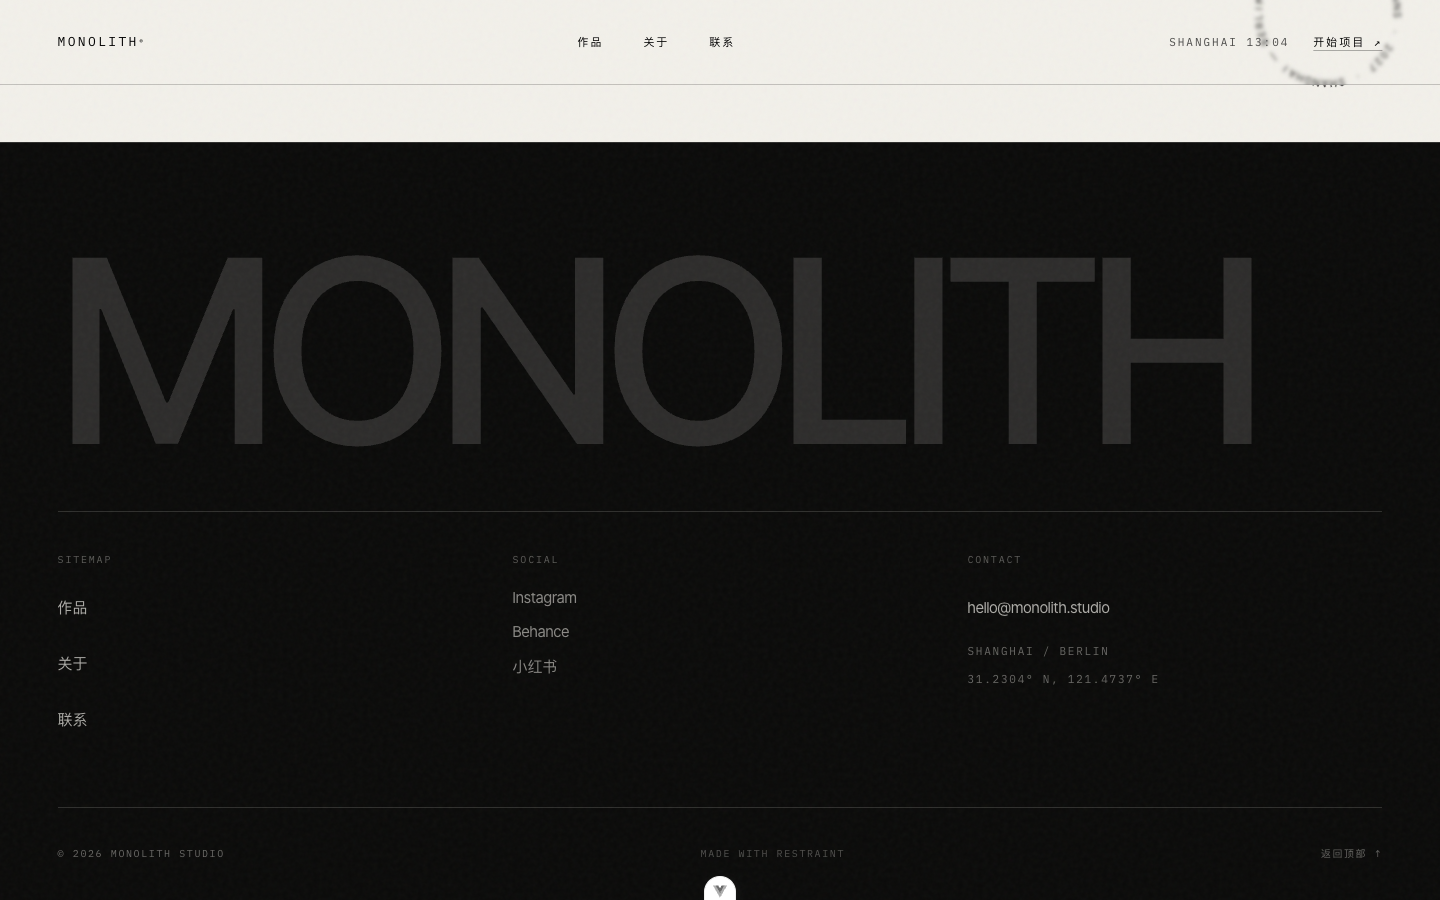 MONOLITH®
作品
关于
联系
SHANGHAI 13:04
开始项目 ↗
MONOLITH
SITEMAP
作品
关于
联系
SOCIAL
Instagram
Behance
小红书
CONTACT
hello@monolith.studio
SHANGHAI / BERLIN
31.2304° N, 121.4737° E
© 2026 MONOLITH STUDIO
MADE WITH RESTRAINT
返回顶部 ↑